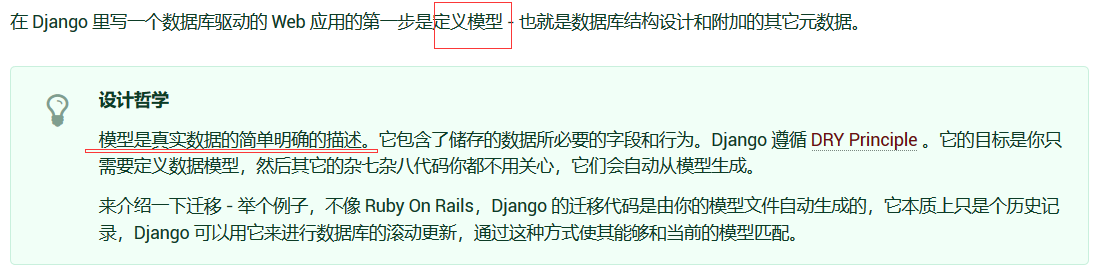 在 Django 里写一个数据库驱动的 Web 应用的第一步是定义模型 - 也就是数据库结构设计和附加的其它元数据。
设计哲学
模型是真实数据的简单明确的描述。它包含了储存的数据所必要的字段和行为。Django 遵循 DRY Principle 。它的目标是你只
需要定义数据模型，然后其它的杂七杂八代码你都不用关心，它们会自动从模型生成。
来介绍一下迁移 - 举个例子，不像 Ruby On Rails，Django 的迁移代码是由你的模型文件自动生成的，它本质上只是个历史记
录，Django 可以用它来进行数据库的滚动更新，通过这种方式使其能够和当前的模型匹配。